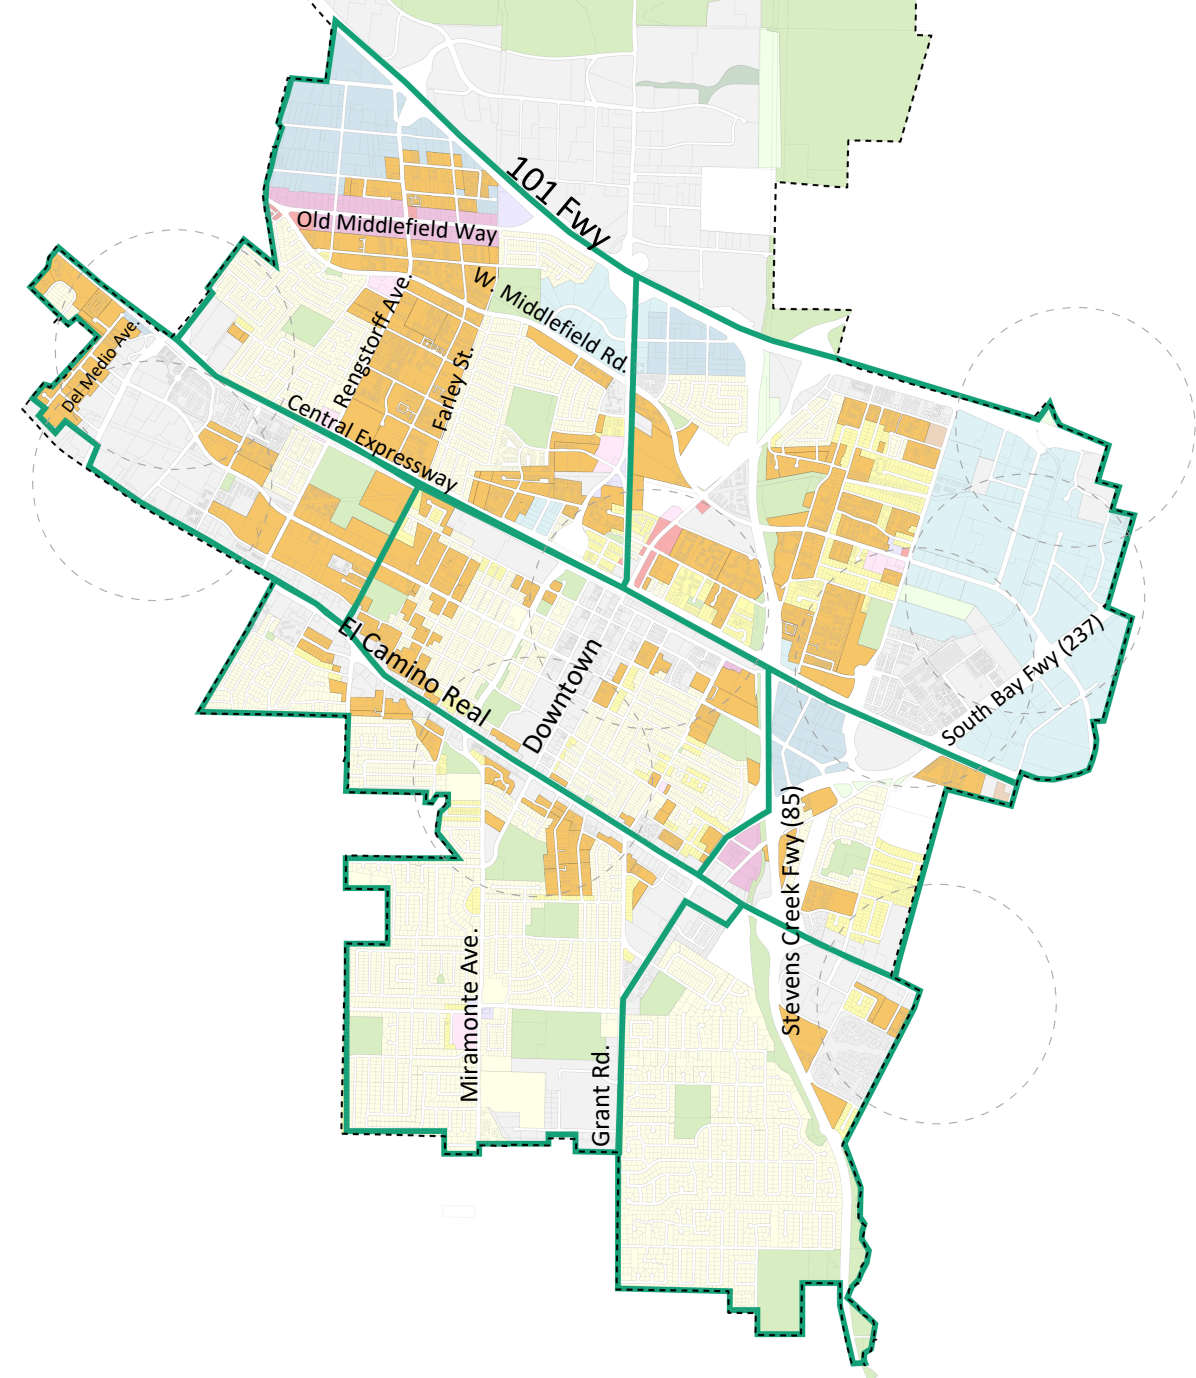 101 Fwy
Old Middlefield Way
W. Middlefield Rd.
Rengstorff Ave.
Farley St.
Del Medio Ave.
Central Expressway
El Camino Real
Downtown
South Bay Fwy (237)
Stevens Creek Fwy (85)
Miramonte Ave.
Grant Rd.